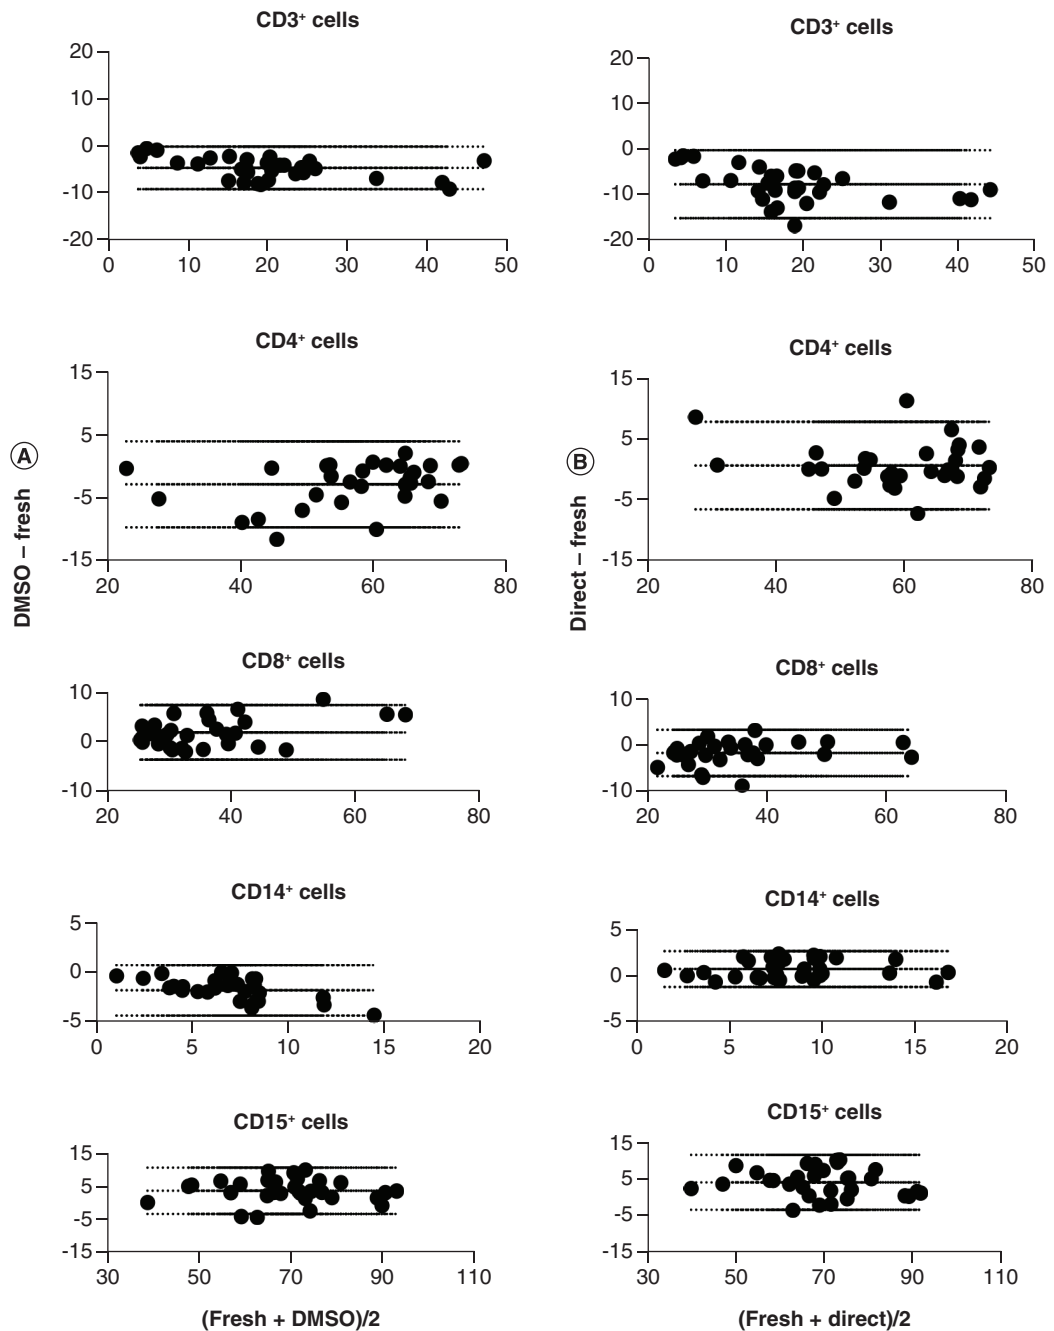 CD3+ cells
20
10
0
-10
-20
0 10 20 30 40 50
CD4+ cells
15
5
-5
-15
20 40 60 80
CD8+ cells
10
0
-10
20 40 60 80
CD14+ cells
5
0
-5
0 5 10 15 20
CD15+ cells
15
5
-5
-15
30 50 70 90 110
A
DMSO – fresh
(Fresh + DMSO)/2
CD3+ cells
20
10
0
-10
20
0 10 20 30 40 50
CD4+ cells
15
5
-5
-15
20 40 60 80
CD8+ cells
10
0
-10
20 40 60 80
CD14+ cells
5
0
-5
0 5 10 15 20
CD15+ cells
15
5
-5
-15
30 50 70 90 110
B
Direct – fresh
(Fresh + direct)/2